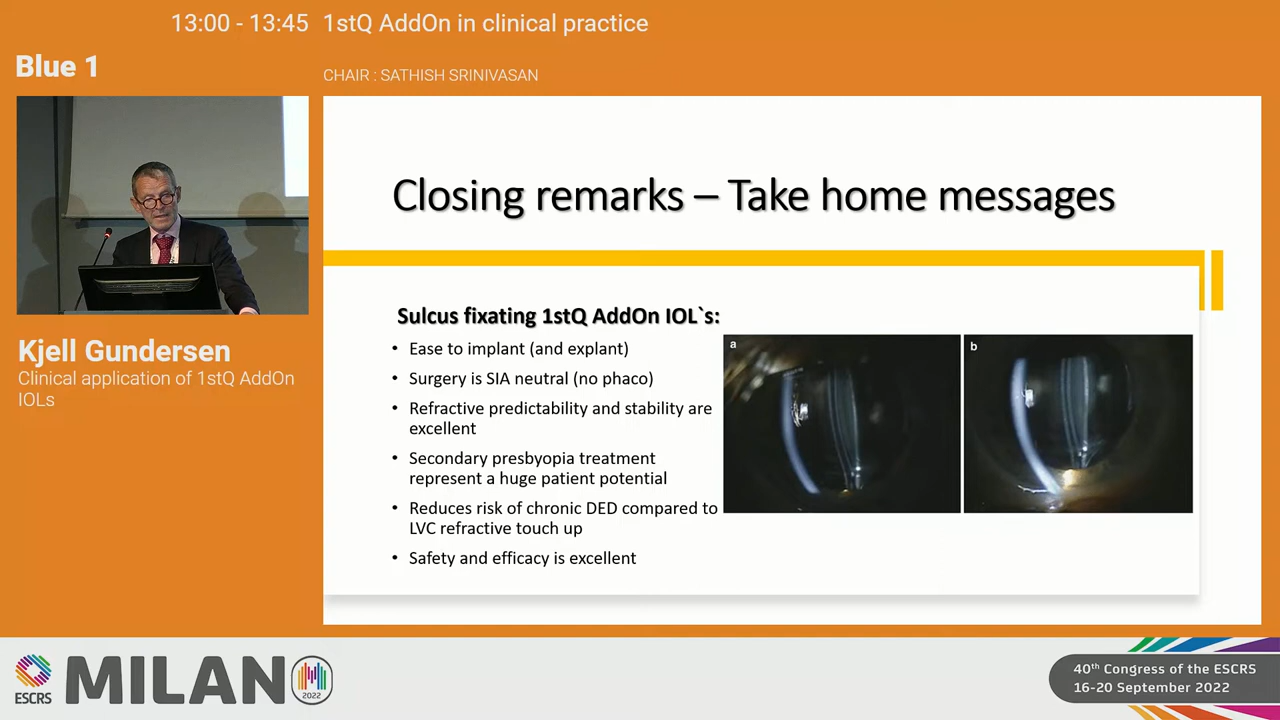 13:00 - 13:45 1stQ AddOn in clinical practice
Blue 1
CHAIR : SATHISH SRINIVASAN
Closing remarks – Take home messages
Sulcus fixating 1stQ AddOn IOL`s:
• Ease to implant (and explant)
• Surgery is SIA neutral (no phaco)
• Refractive predictability and stability are
excellent
• Secondary presbyopia treatment
represent a huge patient potential
• Reduces risk of chronic DED compared to
LVC refractive touch up
• Safety and efficacy is excellent
a
b
Kjell Gundersen
Clinical application of 1stQ AddOn
IOLs
ESCRS
MILANO
2022
40th Congress of the ESCRS
16-20 September 2022